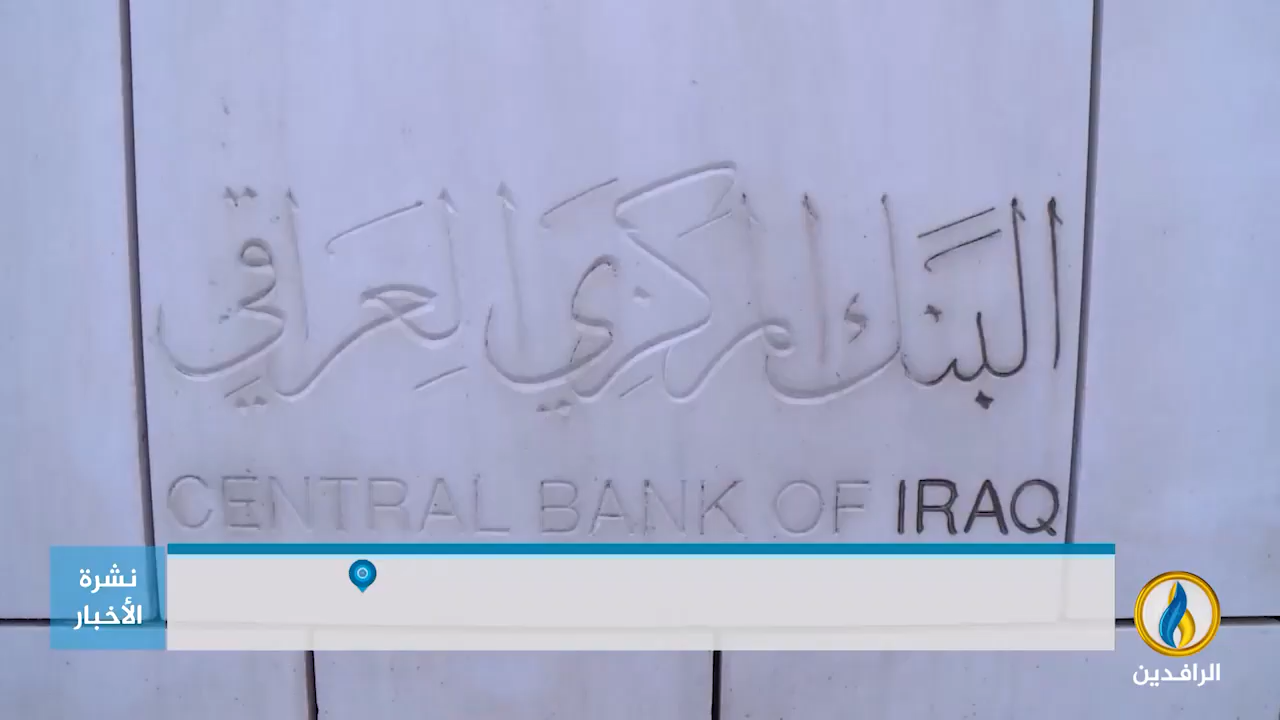 البنك المركزي العراقي
CENTRAL BANK OF IRAQ
نشرة
الأخبار
الرافدين